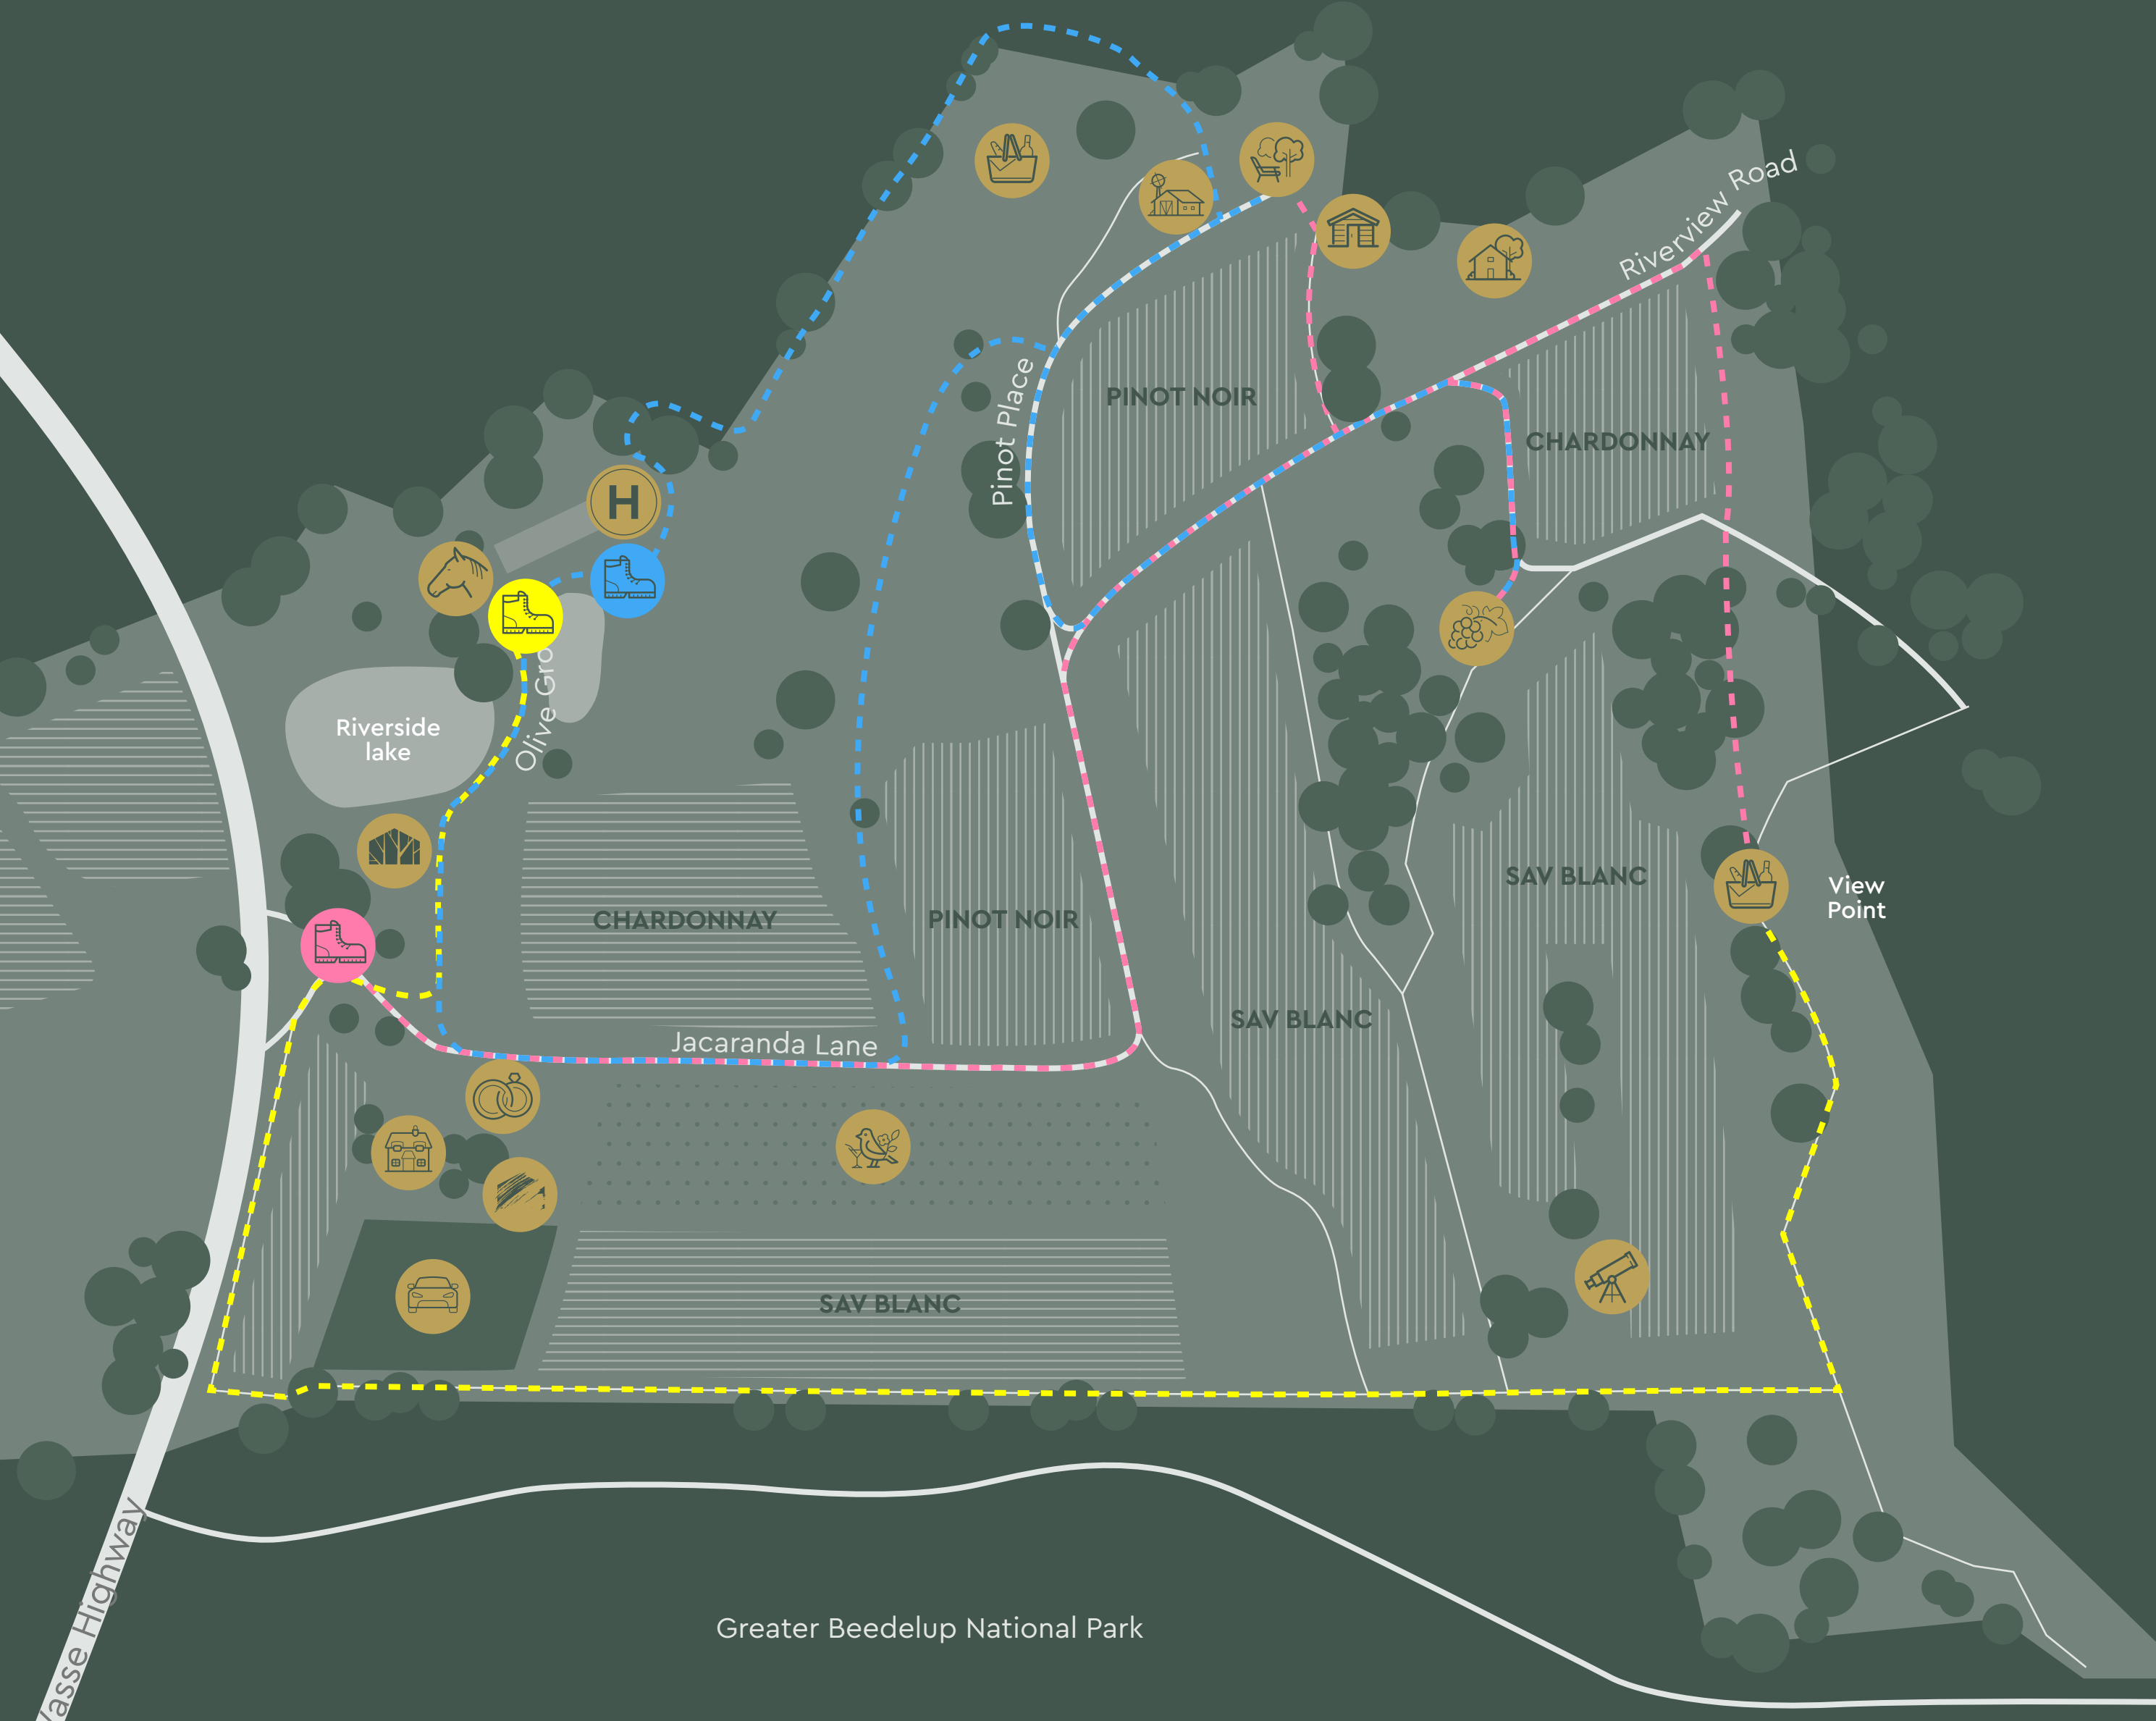 Riverview Road
PINOT NOIR
Pinot Place
CHARDONNAY
H
Olive Gro
Riverside
lake
SAV BLANC
View
Point
CHARDONNAY
PINOT NOIR
SAV BLANC
Jacaranda Lane
SAV BLANC
Vasse Highway
Greater Beedelup National Park